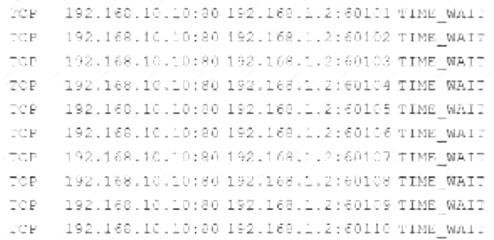 TCP 192.168.10.10:80 192.168.1.2:60101 TIME_WAIT
TCP 192.168.10.10:80 192.168.1.2:60102 TIME_WAIT
TCP 192.168.10.10:80 192.168.1.2:60103 TIME_WAIT
TCP 192.168.10.10:80 192.168.1.2:60104 TIME_WAIT
TCP 192.168.10.10:80 192.168.1.2:60105 TIME_WAIT
TCP 192.168.10.10:80 192.168.1.2:60106 TIME_WAIT
TCP 192.168.10.10:80 192.168.1.2:60107 TIME_WAIT
TCP 192.168.10.10:80 192.168.1.2:60108 TIME_WAIT
TCP 192.168.10.10:80 192.168.1.2:60109 TIME_WAIT
TCP 192.168.10.10:80 192.168.1.2:60110 TIME_WAIT